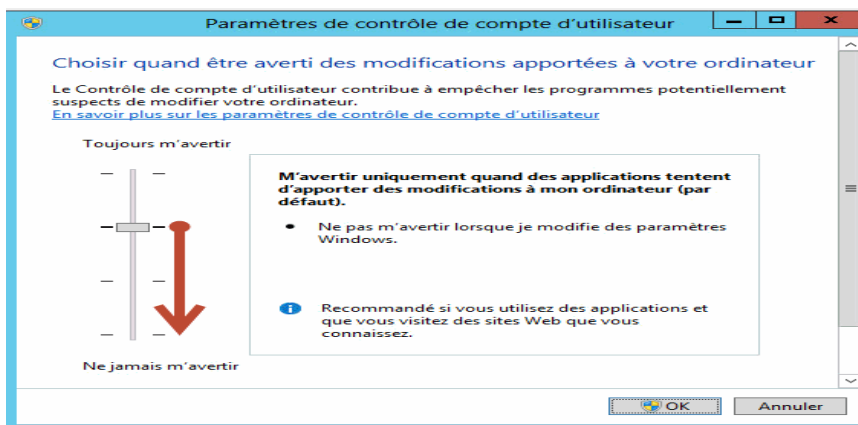 Paramètres de contrôle de compte d'utilisateur
Choisir quand être averti des modifications apportées à votre ordinateur
Le Contrôle de compte d'utilisateur contribue à empêcher les programmes potentiellement
suspects de modifier votre ordinateur.
En savoir plus sur les paramètres de contrôle de compte d'utilisateur
Toujours m'avertir
M'avertir uniquement quand des applications tentent
d'apporter des modifications à mon ordinateur (par
défaut).
• Ne pas m'avertir lorsque je modifie des paramètres
Windows.
Recommandé si vous utilisez des applications et
que vous visitez des sites Web que vous
connaissez.
Ne jamais m'avertir
OK Annuler